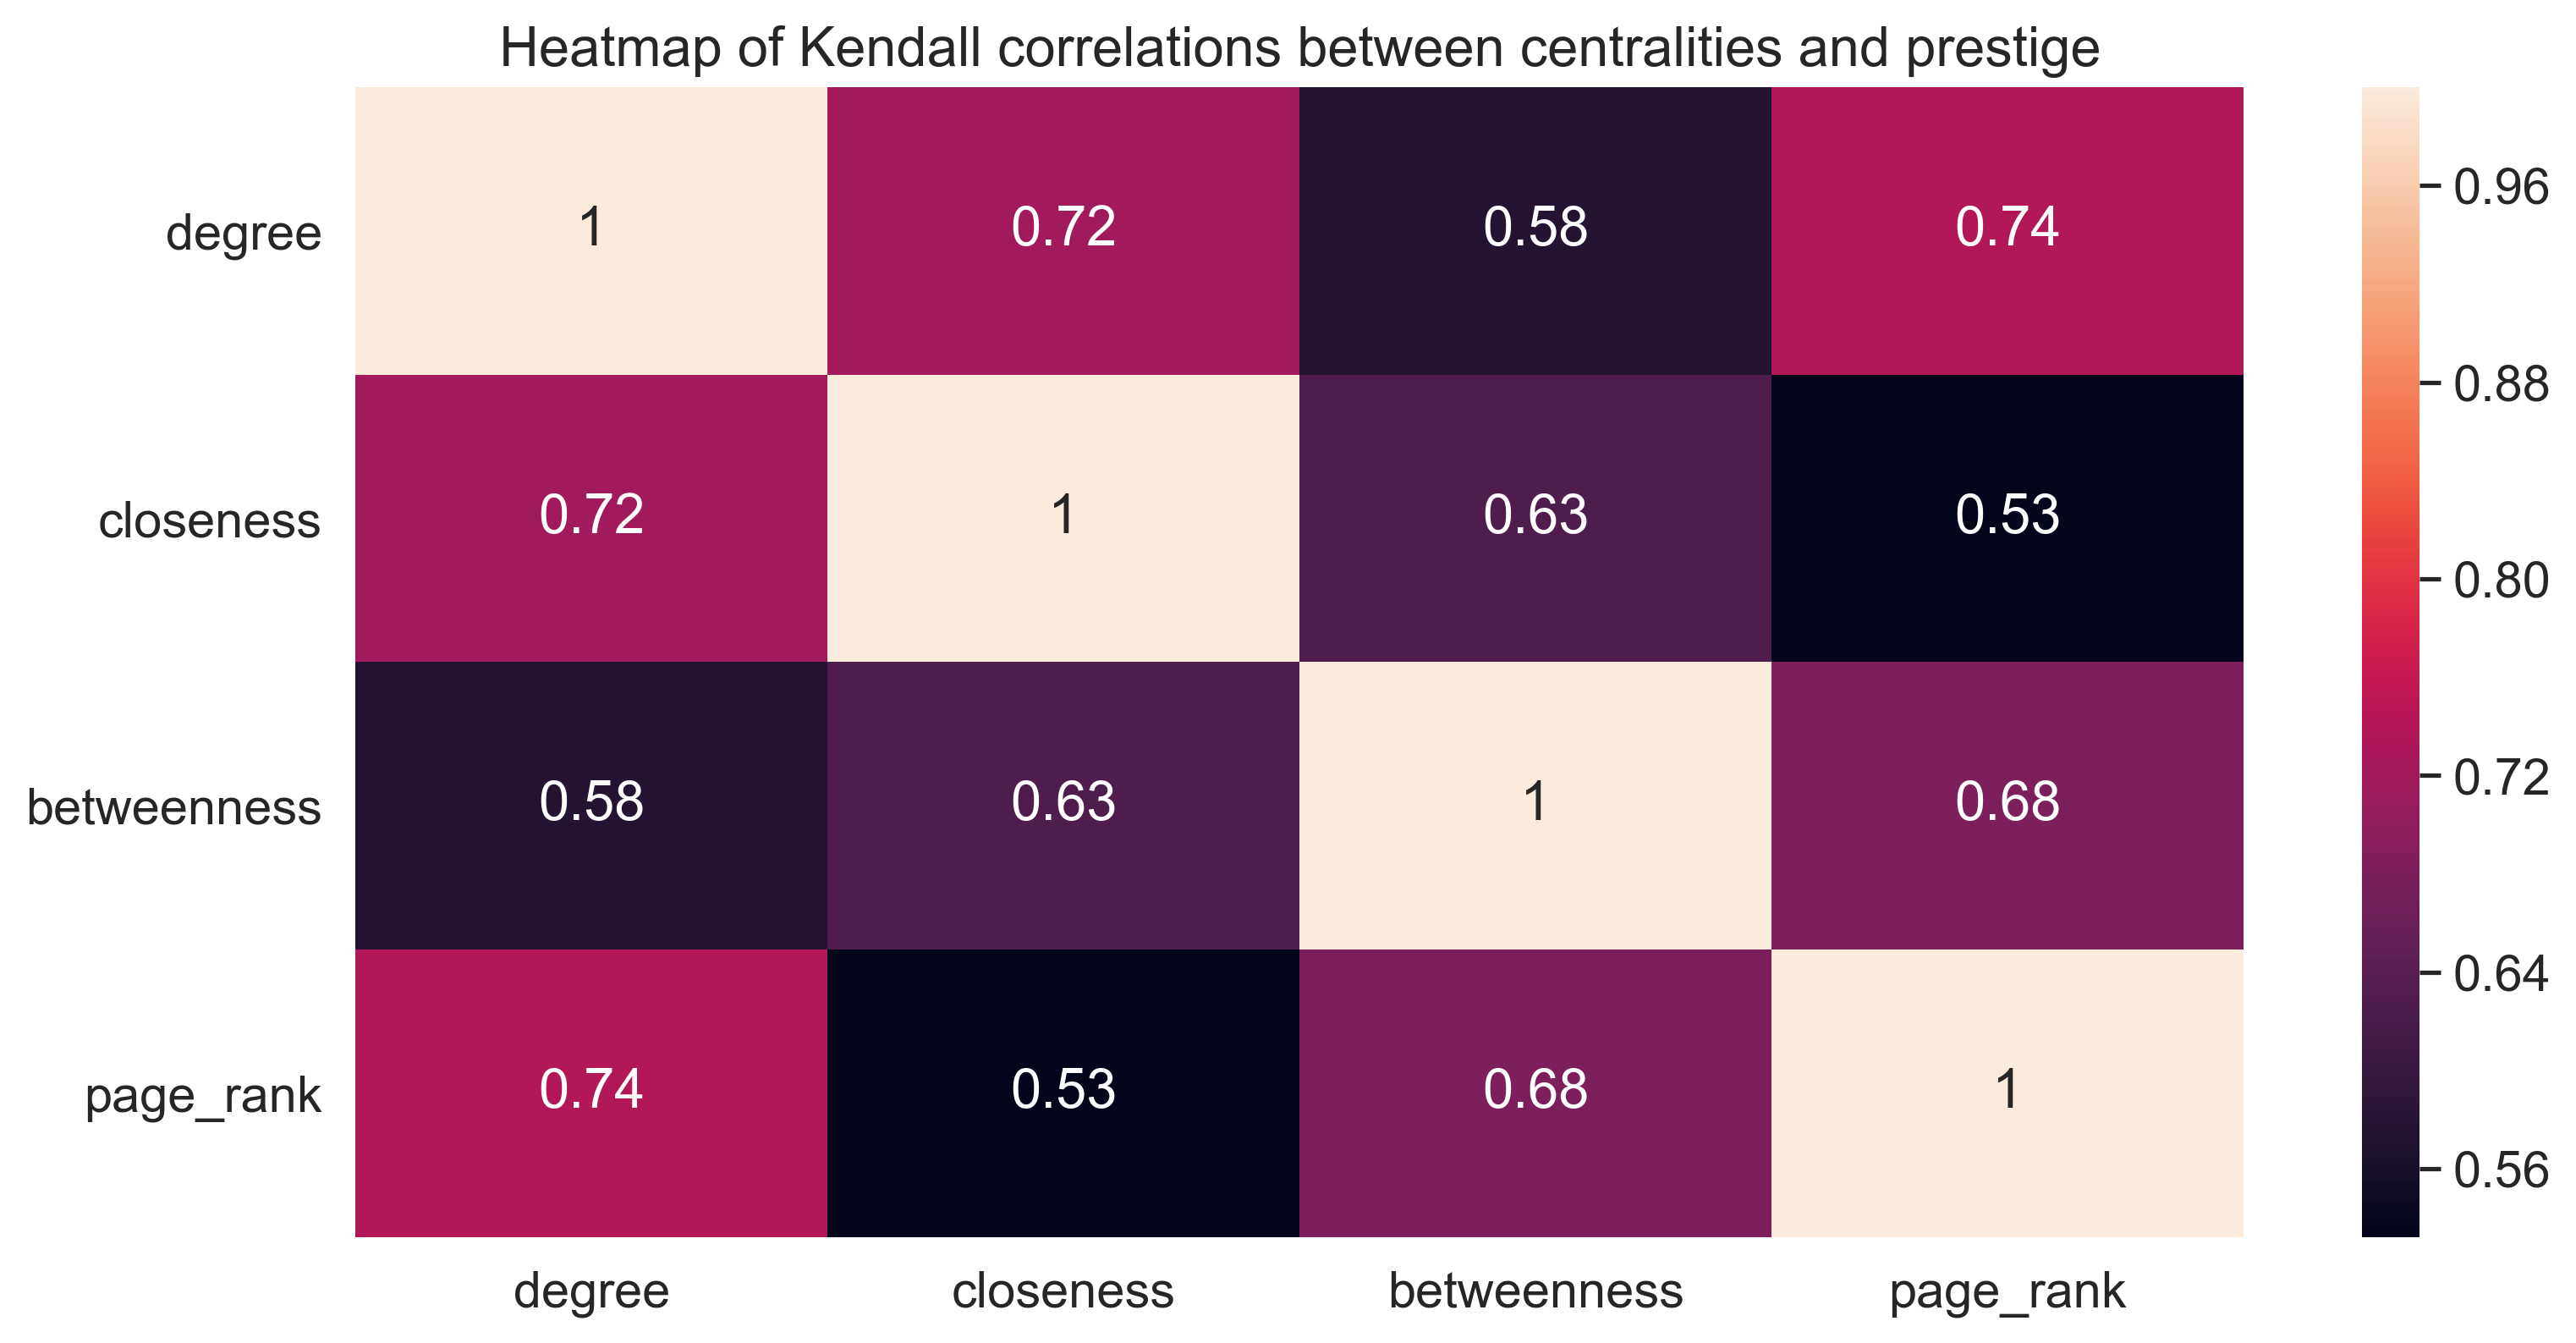 Heatmap of Kendall correlations between centralities and prestige
degree 1 0.72 0.58 0.74
closeness 0.72 1 0.63 0.53
betweenness 0.58 0.63 1 0.68
page_rank 0.74 0.53 0.68 1
degree closeness betweenness page_rank
0.96
0.88
0.80
0.72
0.64
0.56